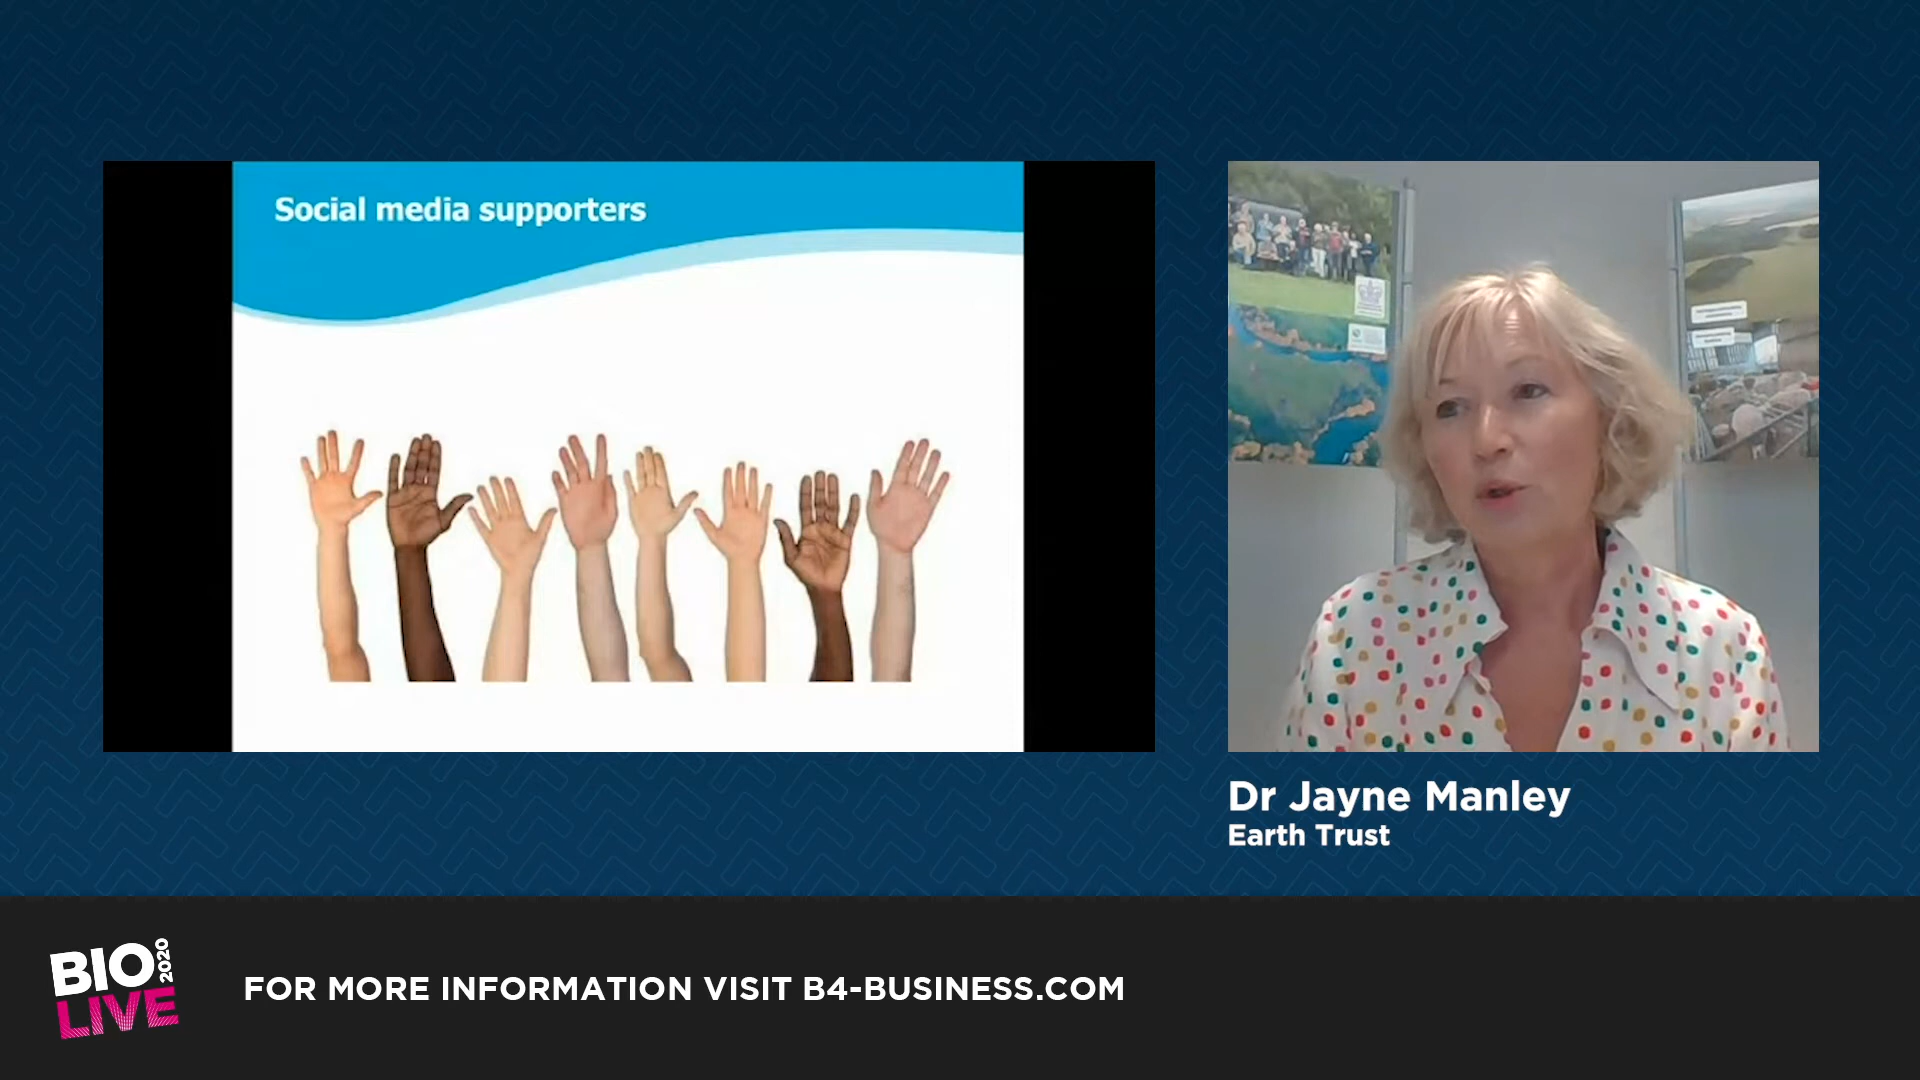 Social media supporters
Dr Jayne Manley
Earth Trust
BIO 2020
LIVE
FOR MORE INFORMATION VISIT B4-BUSINESS.COM